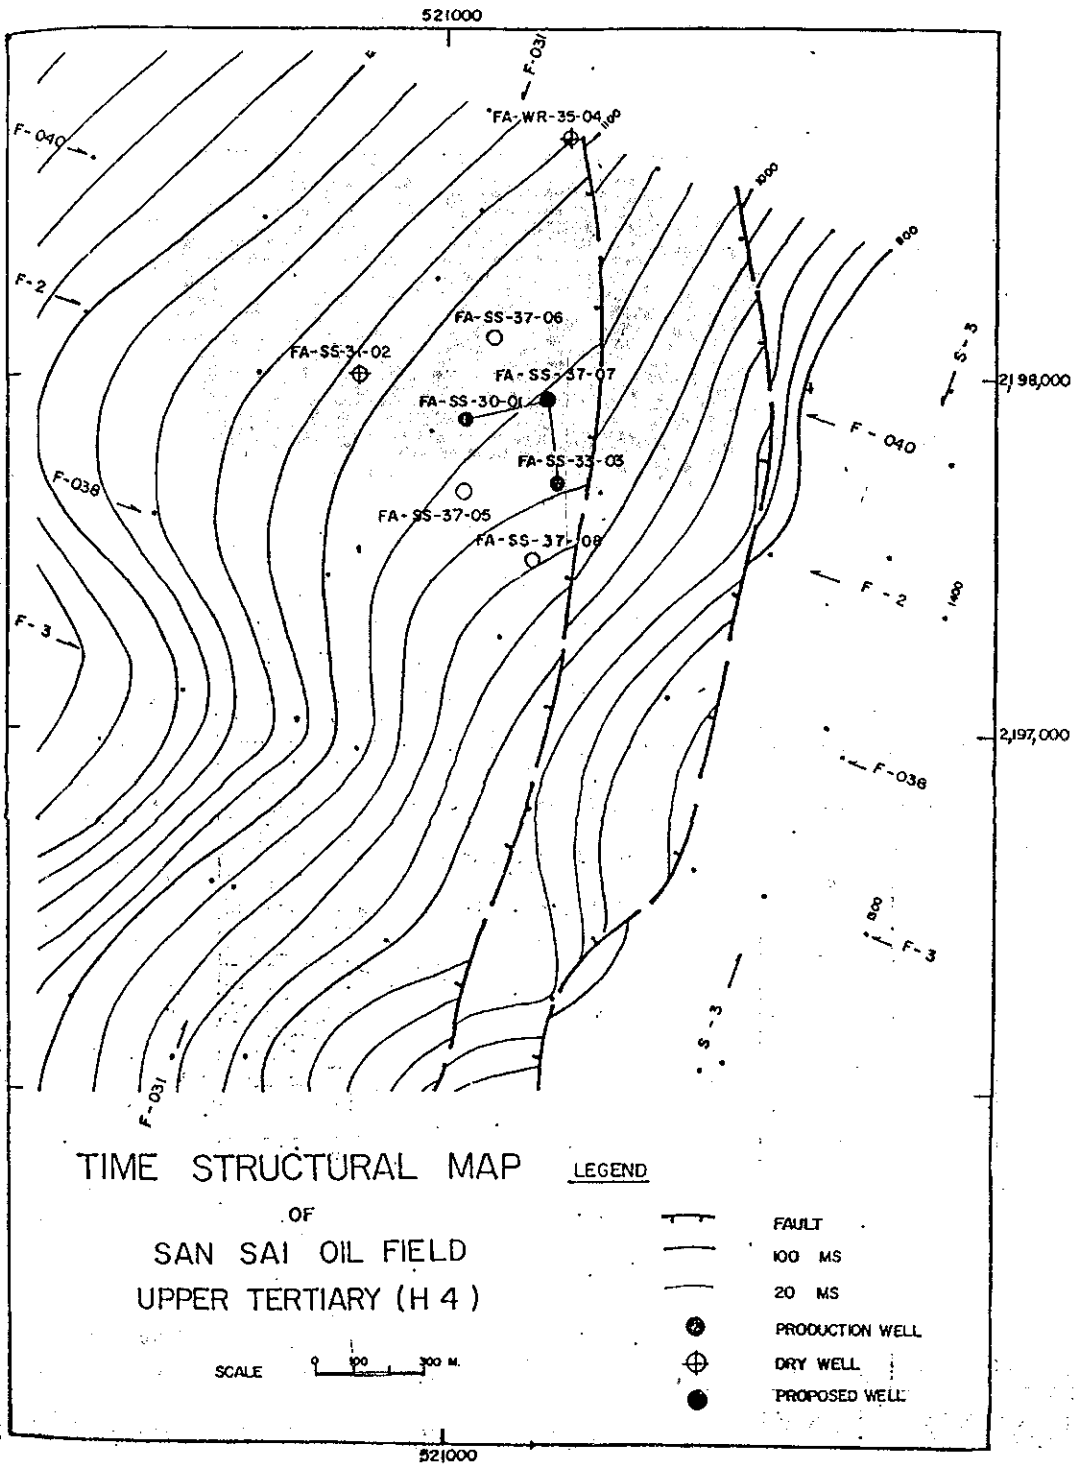 521000
F-031
FA-WR-35-04
1100
F-040
1000
900
F-2
FA-SS-37-06
S-3
FA-SS-31-02
FA-SS-37-07
2,198,000
FA-SS-30-01
F-040
FA-SS-33-03
F-038
FA-SS-37-05
FA-SS-37-08
F-2
1400
F-3
2,197,000
F-038
1300
F-3
S-3
F-031
TIME STRUCTURAL MAP
OF
SAN SAI OIL FIELD
UPPER TERTIARY (H4)
SCALE 0 100 300 M.
LEGEND
FAULT
100 MS
20 MS
PRODUCTION WELL
DRY WELL
PROPOSED WELL
521000